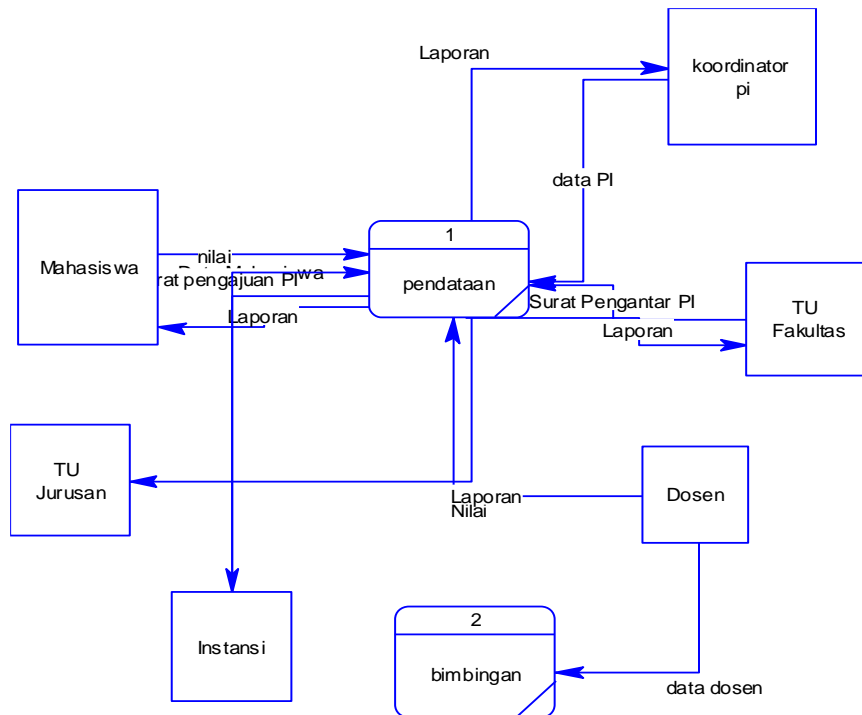 Laporan
koordinator
pi
data PI
1
pendataan
nilai
rat pengajuan PI
Mahasiswa
Laporan
Surat Pengantar PI
Laporan
TU
Fakultas
TU
Jurusan
Laporan
Nilai
Dosen
Instansi
2
bimbingan
data dosen